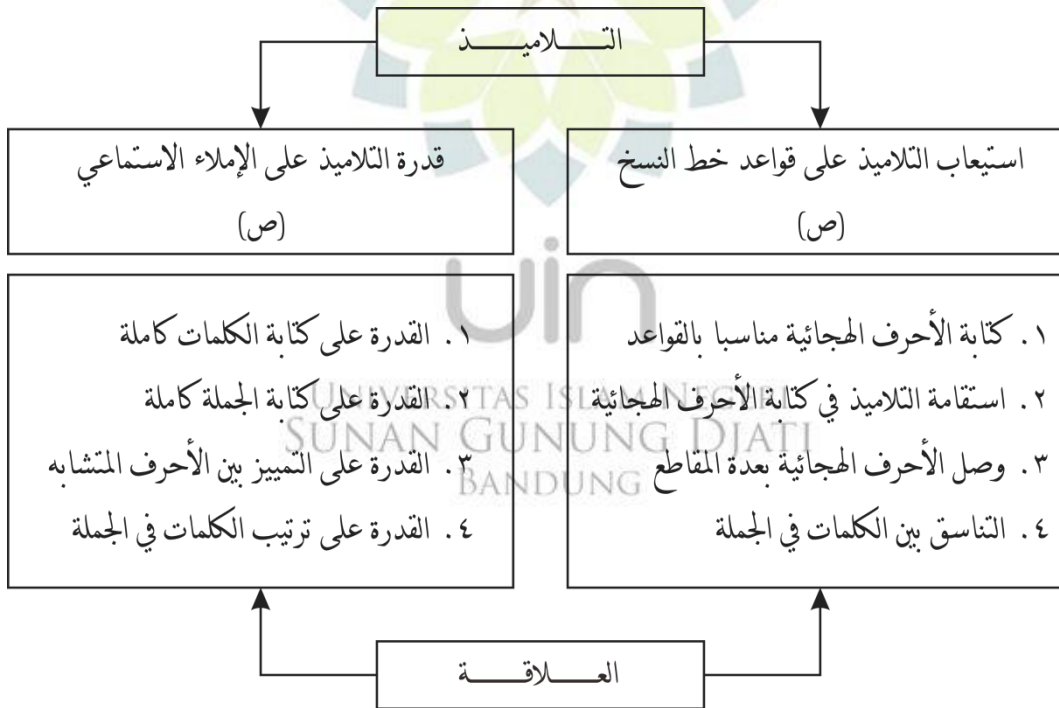 التلاميذ
استيعاب التلاميذ على قواعد خط النسخ
(ص)
قدرة التلاميذ على الإملاء الاستماعي
(ص)
١. كتابة الأحرف الهجائية مناسبا بالقواعد
٢. استقامة التلاميذ في كتابة الأحرف الهجائية
٣. وصل الأحرف الهجائية بعدة المقاطع
٤. التناسق بين الكلمات في الجملة
١. القدرة على كتابة الكلمات كاملة
٢. القدرة على كتابة الجملة كاملة
٣. القدرة على التمييز بين الأحرف المتشابه
٤. القدرة على ترتيب الكلمات في الجملة
العلاقة
uin
UNIVERSITAS ISLAM NEGERI
SUNAN GUNUNG DJATI
BANDUNG